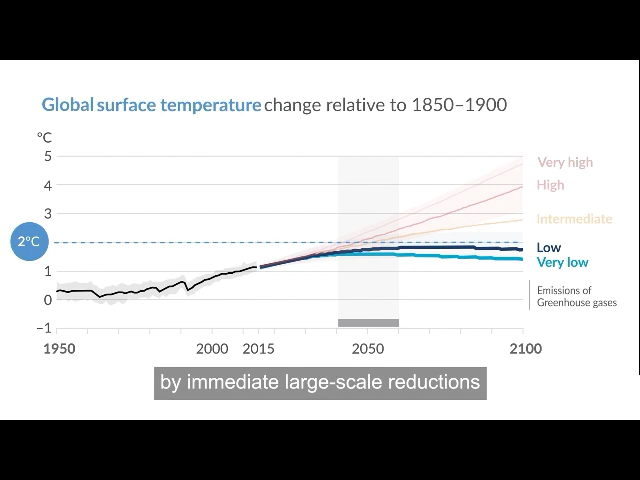 Global surface temperature change relative to 1850–1900
°C
5
4
3
2°C
1
0
−1
Very high
High
Intermediate
Low
Very low
Emissions of
Greenhouse gases
1950 2000 2015 2050 2100
by immediate large-scale reductions